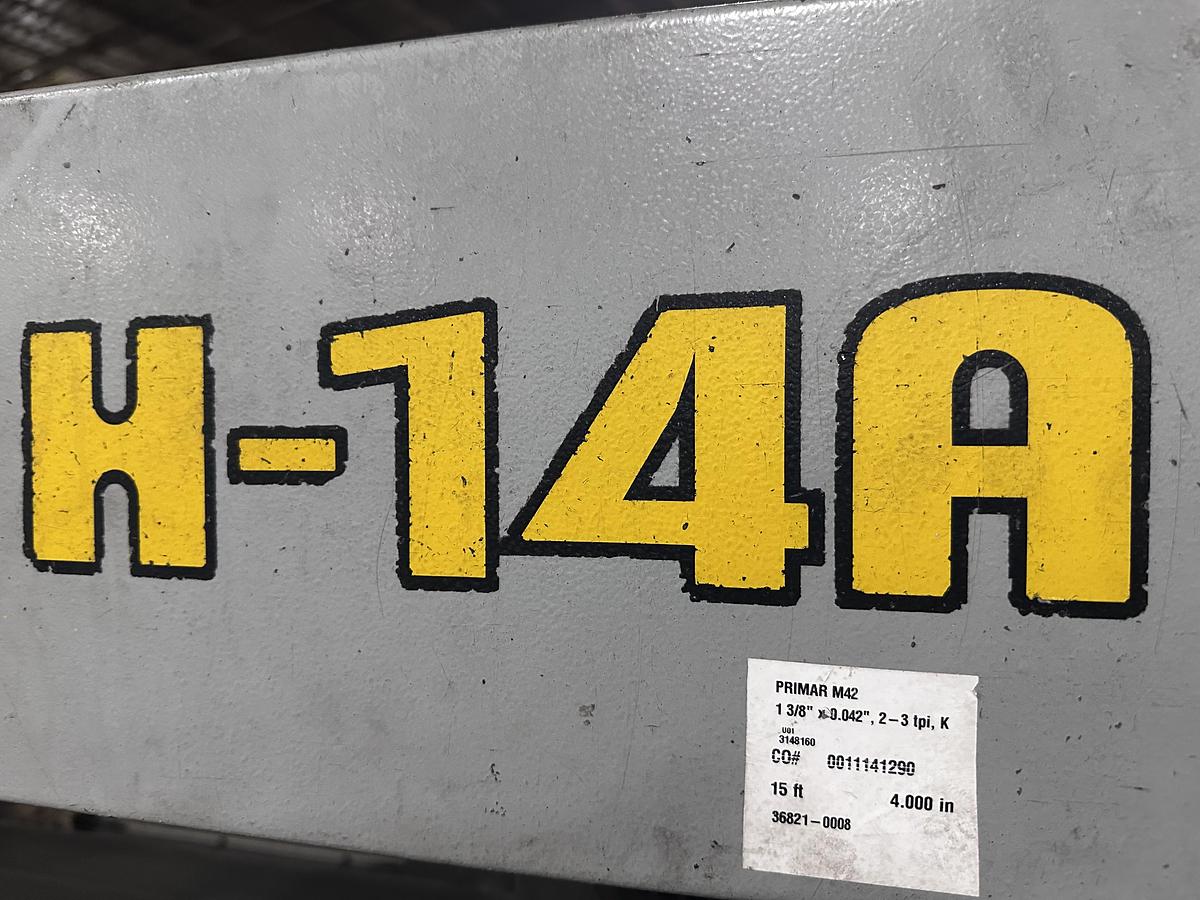 H-14A
PRIMAR M42
1 3/8" x 0.042", 2-3 tpi, K
U01
3148160
CO# 0011141290
15 ft 4.000 in
36821-0008